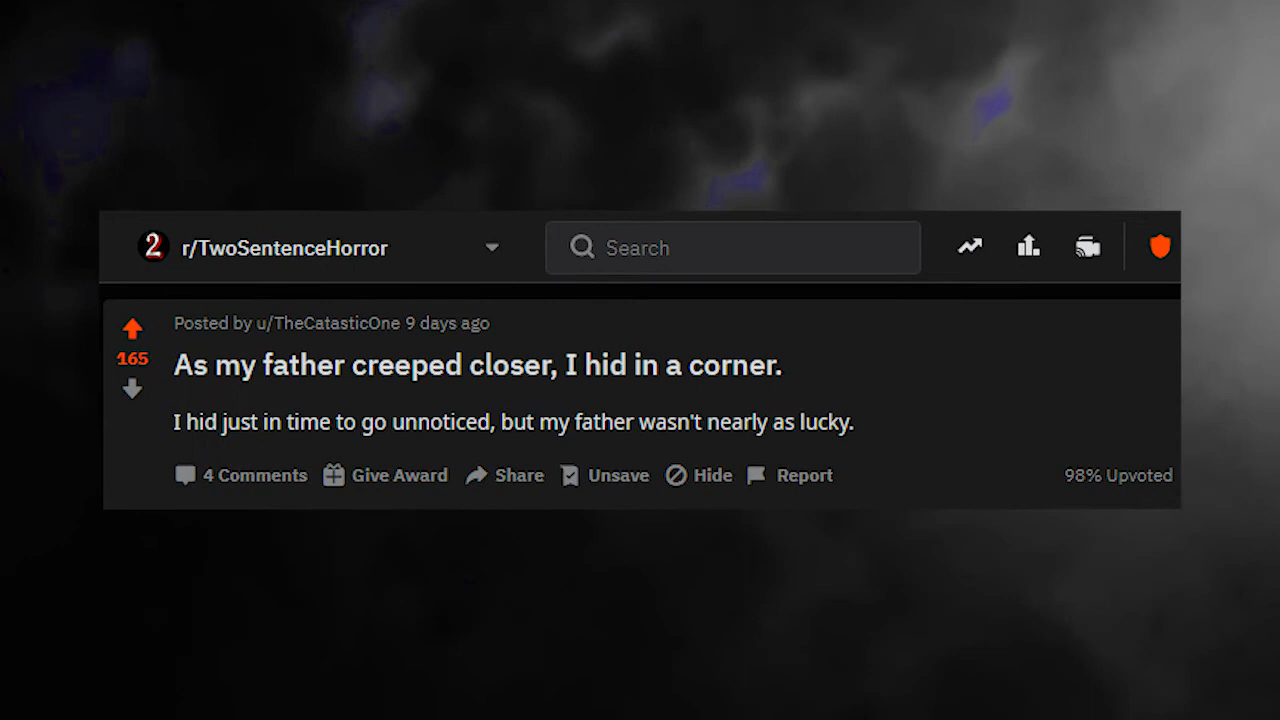 2 r/TwoSentenceHorror Search
Posted by u/TheCatasticOne 9 days ago
165
As my father creeped closer, I hid in a corner.
I hid just in time to go unnoticed, but my father wasn't nearly as lucky.
4 Comments Give Award Share Unsave Hide Report 98% Upvoted